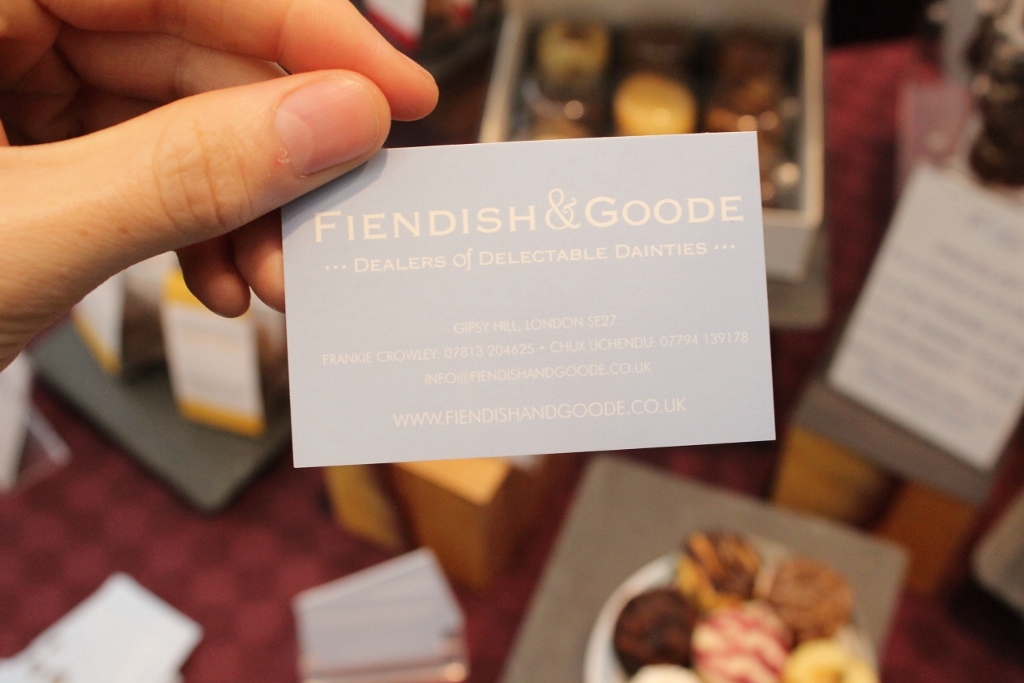 FIENDISH&GOODE
··· DEALERS of DELECTABLE DAINTIES ···
GIPSY HILL, LONDON SE27
FRANKIE CROWLEY: 07813 204625 • CHUX UCHENDU: 07794 139178
INFO@FIENDISHANDGOODE.CO.UK
WWW.FIENDISHANDGOODE.CO.UK